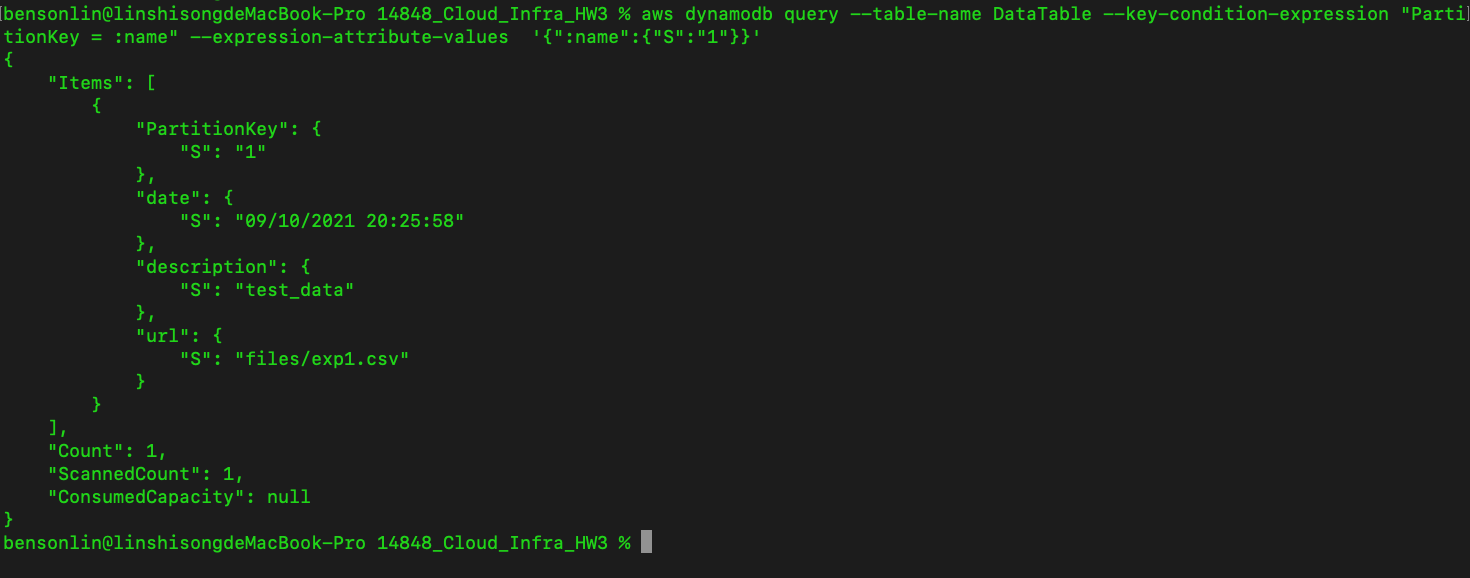 bensonlin@linshisongdeMacBook-Pro 14848_Cloud_Infra_HW3 % aws dynamodb query --table-name DataTable --key-condition-expression "Parti
tionKey = :name" --expression-attribute-values  '{":name":{"S":"1"}}'
{
    "Items": [
        {
            "PartitionKey": {
                "S": "1"
            },
            "date": {
                "S": "09/10/2021 20:25:58"
            },
            "description": {
                "S": "test_data"
            },
            "url": {
                "S": "files/exp1.csv"
            }
        }
    ],
    "Count": 1,
    "ScannedCount": 1,
    "ConsumedCapacity": null
}
bensonlin@linshisongdeMacBook-Pro 14848_Cloud_Infra_HW3 %